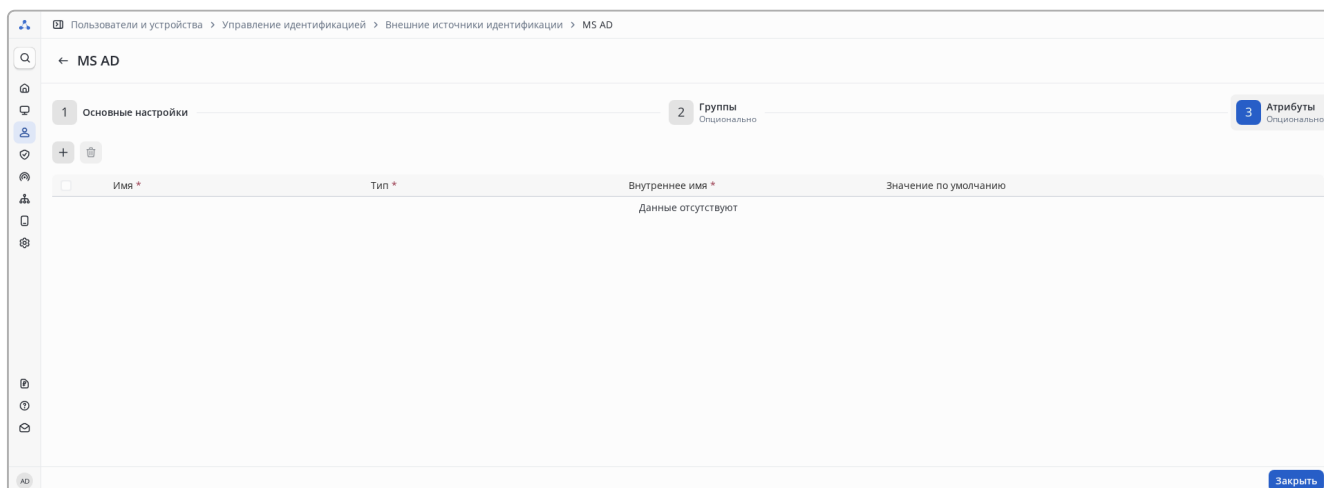 Пользователи и устройства > Управление идентификацией > Внешние источники идентификации > MS AD
← MS AD
1 Основные настройки
2 Группы
Опционально
3 Атрибуты
Опционально
+
Имя * Тип * Внутреннее имя * Значение по умолчанию
Данные отсутствуют
AD
Закрыть